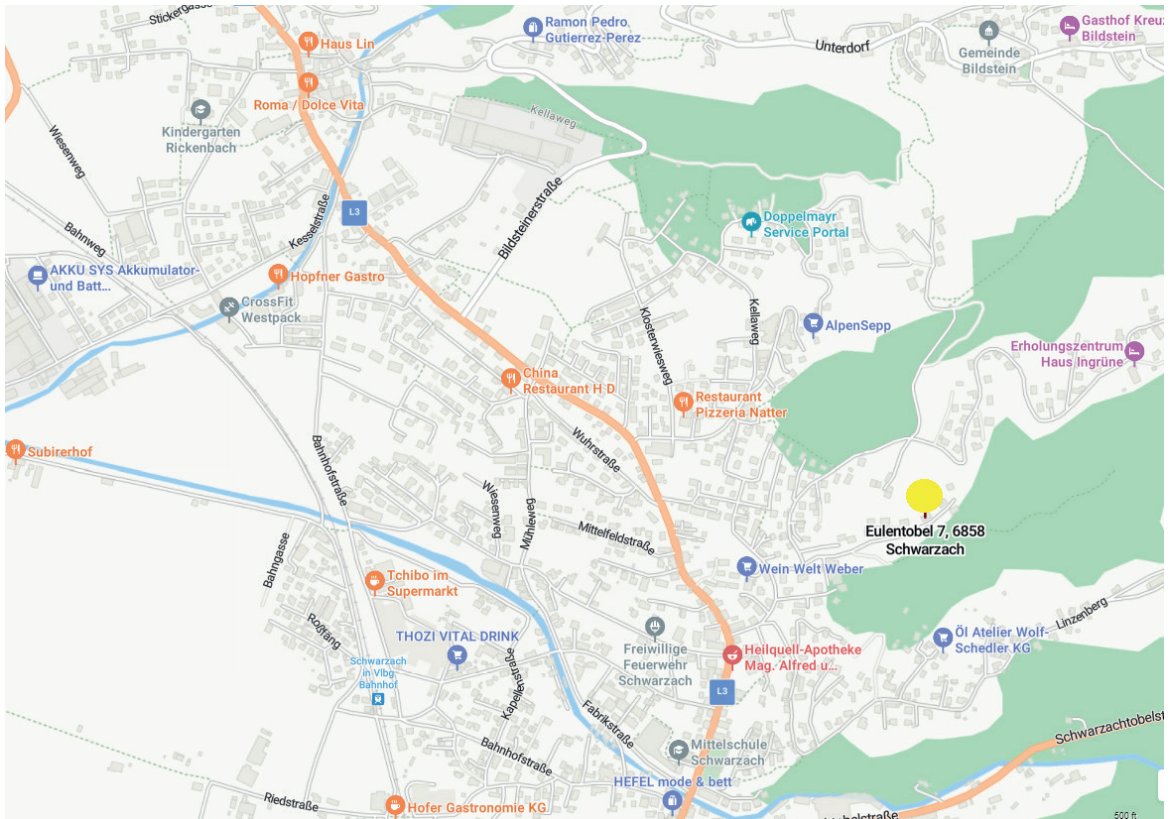 Stickergasse
Haus Lin
Ramon Pedro
Gutierrez-Perez
Unterdorf
Gemeinde
Bildstein
Gasthof Kreuz
Bildstein
Roma / Dolce Vita
Kindergarten
Rickenbach
Kellaweg
Wiesenweg
L3
Kesselstraße
Bildsteinerstraße
Doppelmayr
Service Portal
Bahnweg
AKKU SYS Akkumulator-
und Batt...
Hopfner Gastro
CrossFit
Westpack
Klosterwiesweg
Kellaweg
AlpenSepp
Erholungszentrum
Haus Ingrüne
China
Restaurant H D
Restaurant
Pizzeria Natter
Subirerhof
Bahnhofstraße
Wuhrstraße
Wiesenweg
Mühleweg
Mittelfeldstraße
Eulentobel 7, 6858
Schwarzach
Bahngasse
Tchibo im
Supermarkt
Wein Welt Weber
Roßfäng
THOZI VITAL DRINK
Freiwillige
Feuerwehr
Schwarzach
Heilquell-Apotheke
Mag. Alfred u...
Öl Atelier Wolf-
Schedler KG
Linzenberg
Schwarzach
in Vlbg
Bahnhof
Kapellenstraße
L3
Fabrikstraße
Schwarzachtobelst
Bahnhofstraße
Mittelschule
Schwarzach
HEFEL mode & bett
Riedstraße
Hofer Gastronomie KG
500 ft